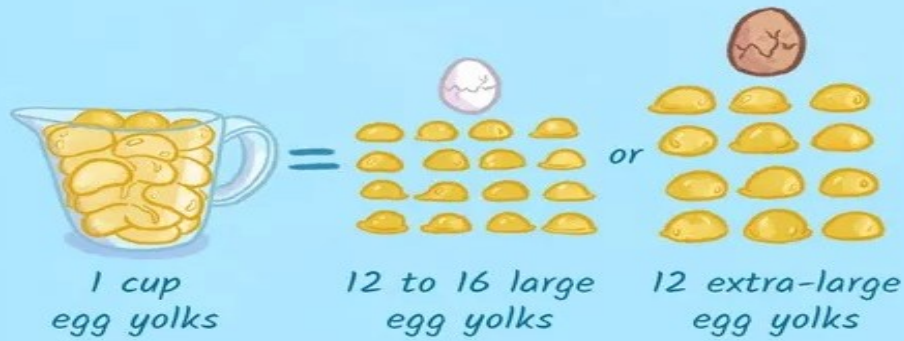 =
or
1 cup
egg yolks
12 to 16 large
egg yolks
12 extra-large
egg yolks